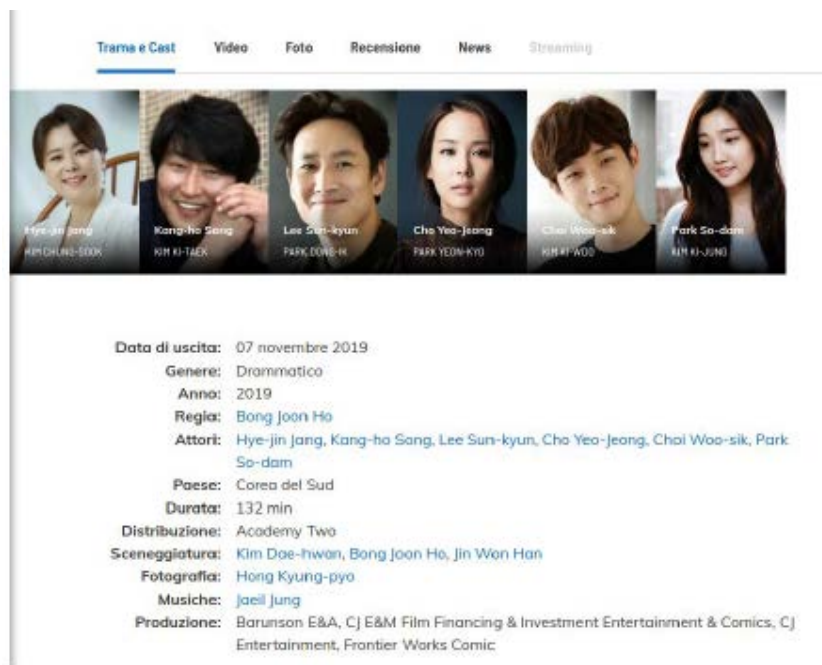 Trama e Cast Video Foto Recensione News Streaming
Hye-jin Jang Kang-ho Song Lee Sun-kyun Cho Yeo-Jeong Choi Woo-sik Park So-dam
KIM CHUNG-SOOK KIM KI-TAEK PARK DONG-IK PARK YEON-KYO KIM KI-WOO KIM KI-JUNG
Data di uscita: 07 novembre 2019
Genere: Drammatico
Anno: 2019
Regia: Bong Joon Ho
Attori: Hye-jin Jang, Kang-ho Song, Lee Sun-kyun, Cho Yeo-Jeong, Choi Woo-sik, Park
So-dam
Paese: Corea del Sud
Durata: 132 min
Distribuzione: Academy Two
Sceneggiatura: Kim Dae-hwan, Bong Joon Ho, Jin Won Han
Fotografia: Hong Kyung-pyo
Musiche: Jaeil Jung
Produzione: Barunson E&A, CJ E&M Film Financing & Investment Entertainment & Comics, CJ
Entertainment, Frontier Works Comic